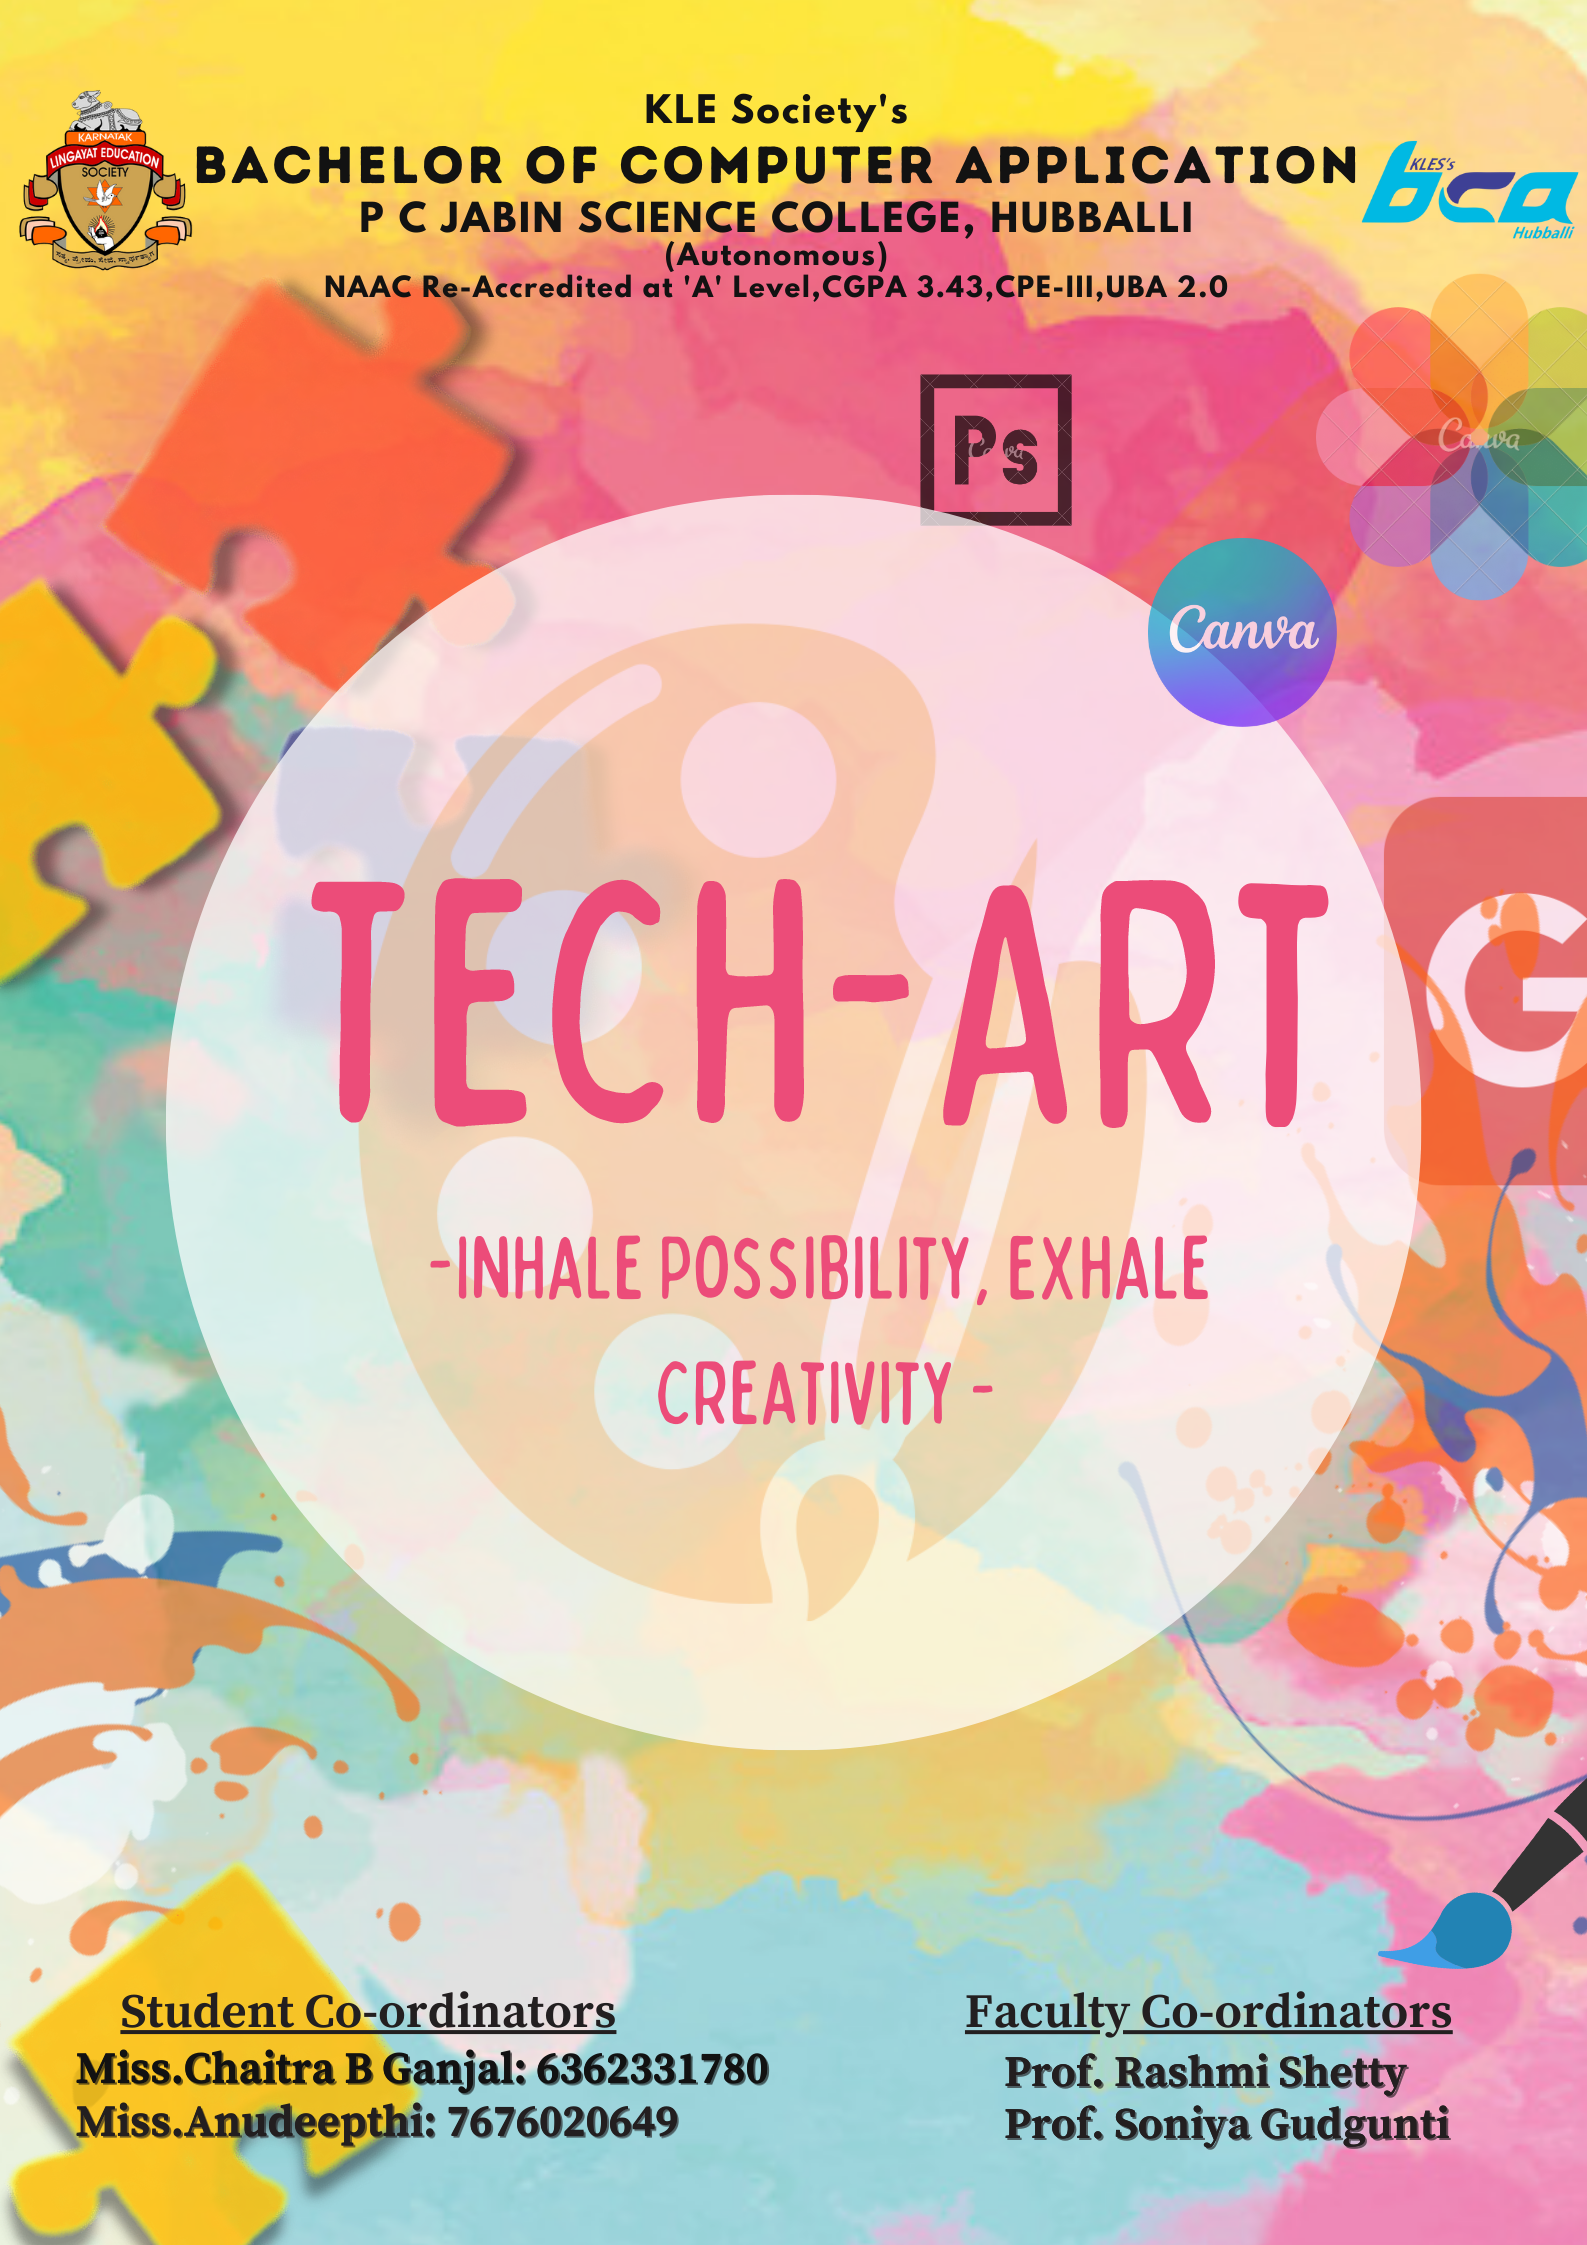 KLE Society's
BACHELOR OF COMPUTER APPLICATION
P C JABIN SCIENCE COLLEGE, HUBBALLI
(Autonomous)
NAAC Re-Accredited at 'A' Level,CGPA 3.43,CPE-III,UBA 2.0
KARNATAK
LINGAYAT EDUCATION
SOCIETY
KLES's
bca
Hubballi
Ps
Canva
Canva
Canva
G
TECH-ART
-INHALE POSSIBILITY, EXHALE
CREATIVITY -
Student Co-ordinators
Miss.Chaitra B Ganjal: 6362331780
Miss.Anudeepthi: 7676020649
Faculty Co-ordinators
Prof. Rashmi Shetty
Prof. Soniya Gudgunti